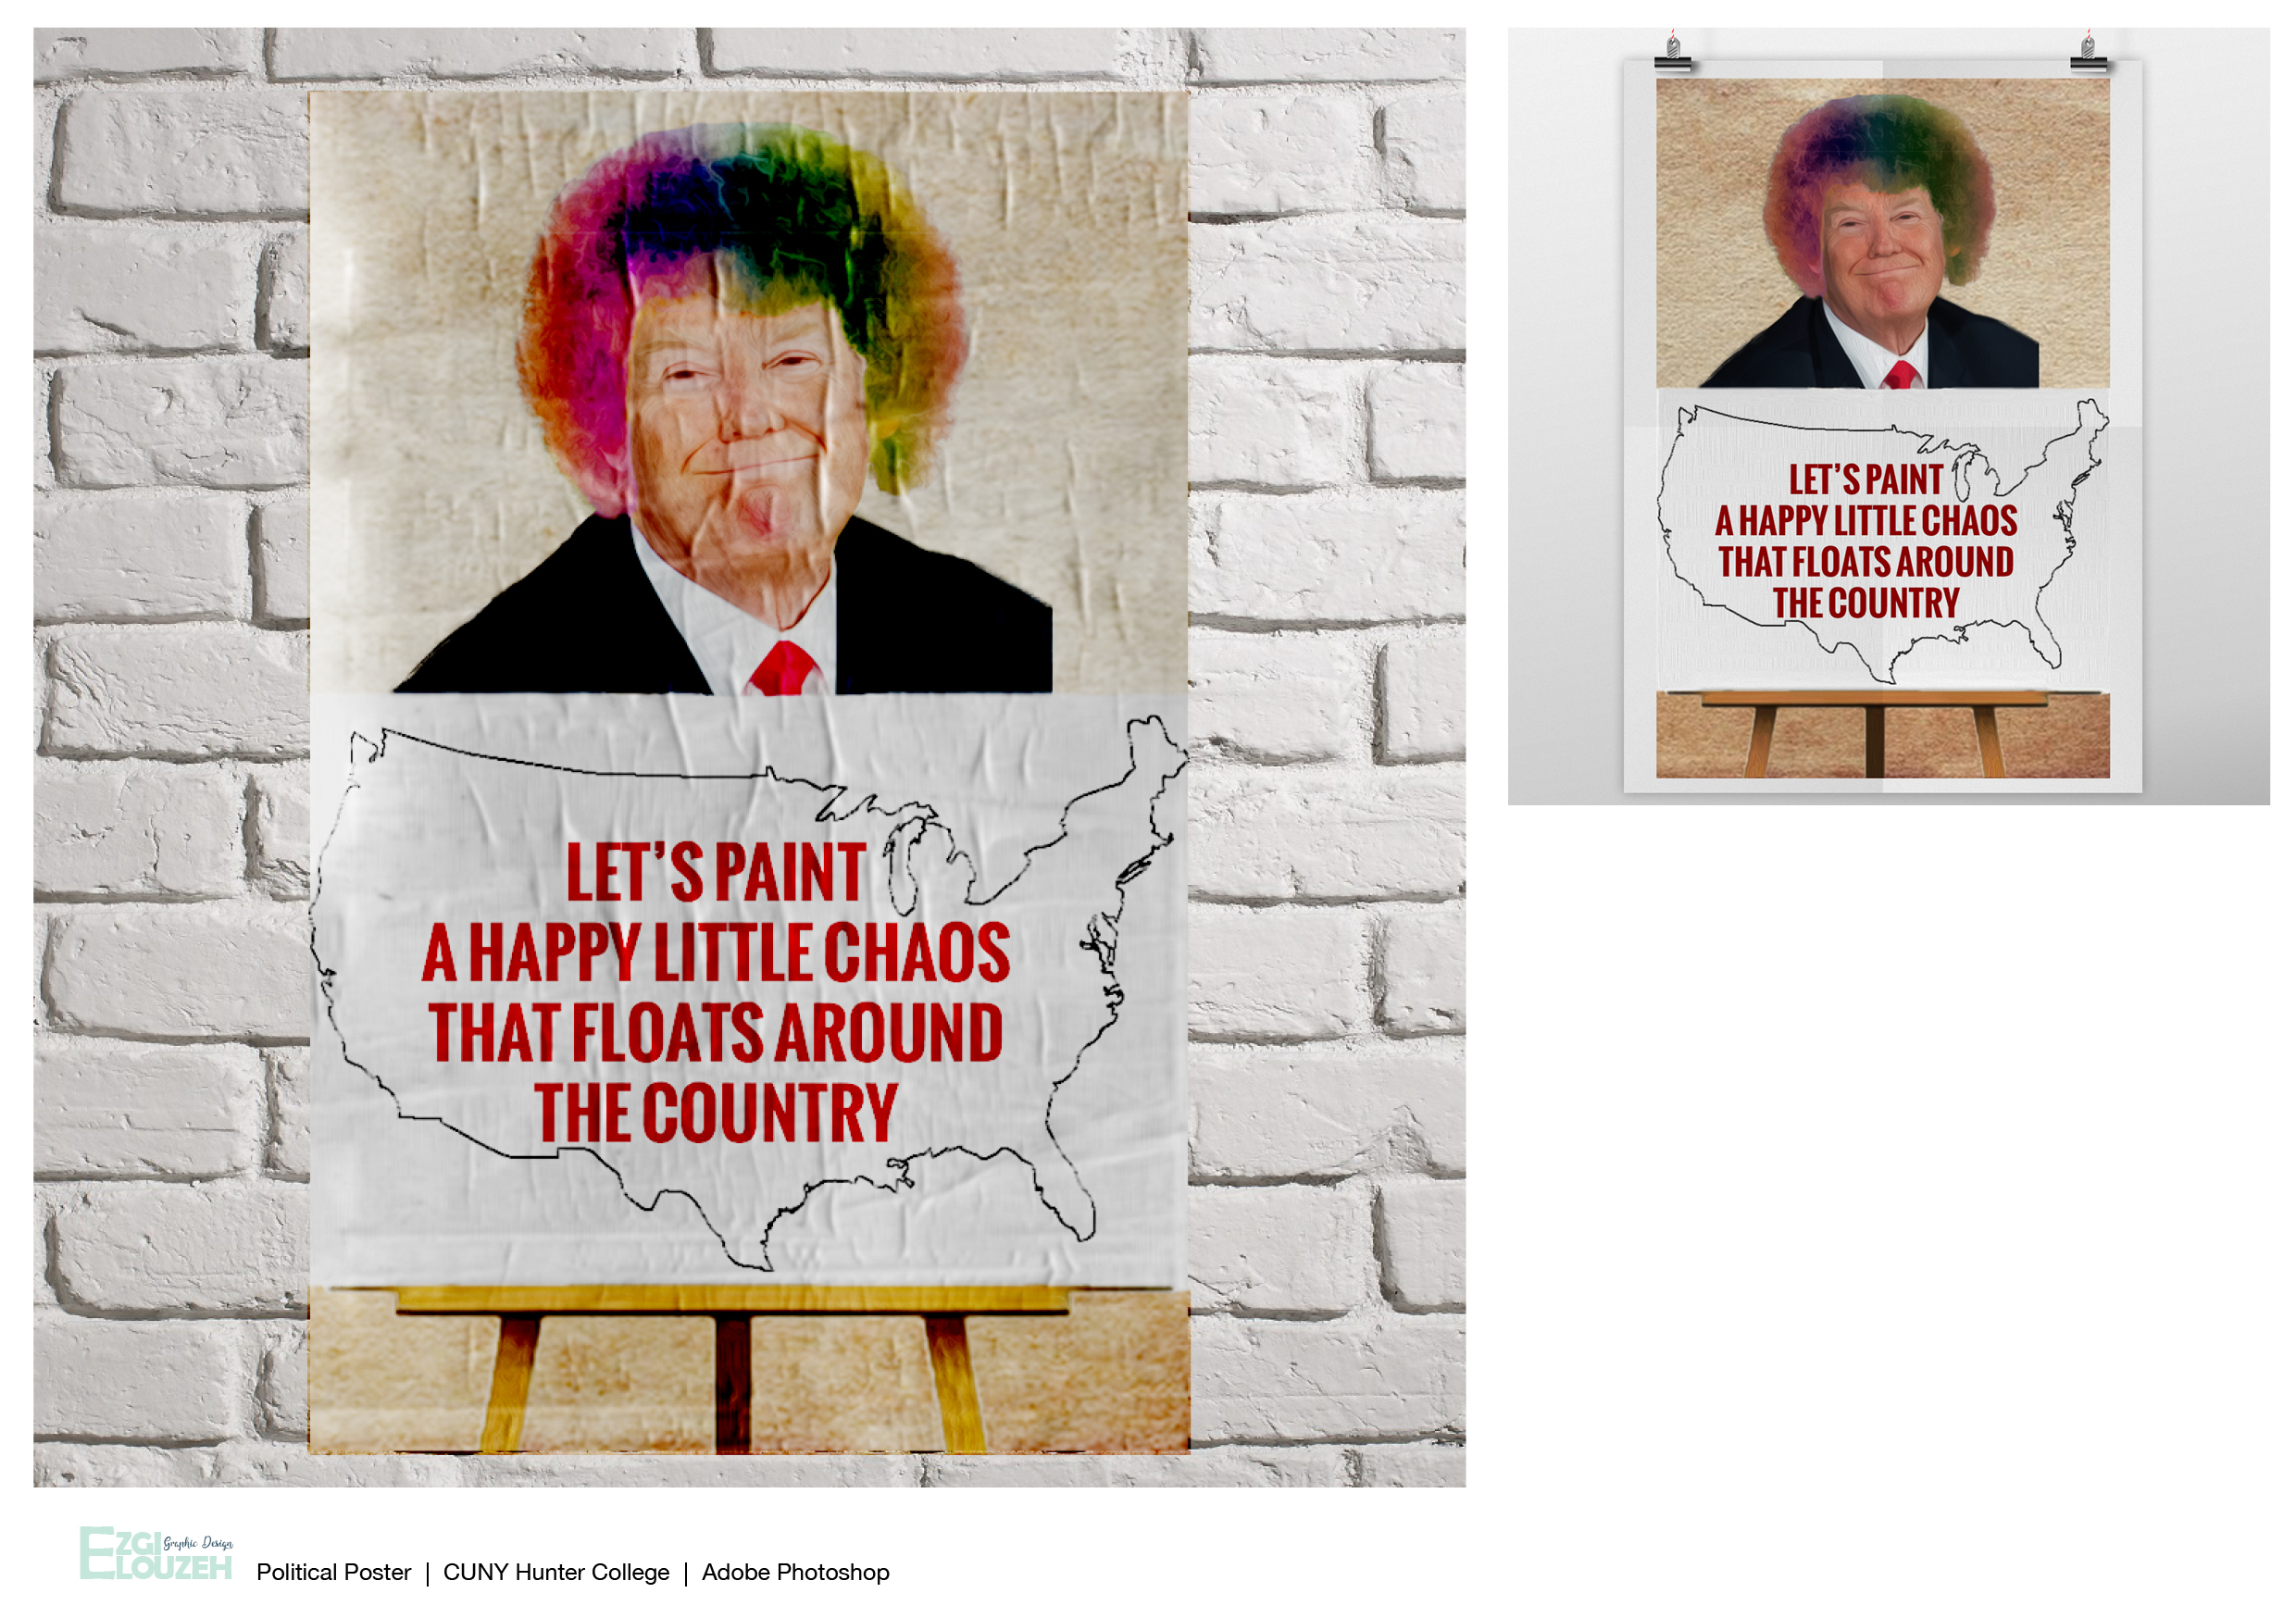 LET’S PAINT
A HAPPY LITTLE CHAOS
THAT FLOATS AROUND
THE COUNTRY
LET’S PAINT
A HAPPY LITTLE CHAOS
THAT FLOATS AROUND
THE COUNTRY
EZGI Graphic Design
ELOUZEH
Political Poster | CUNY Hunter College | Adobe Photoshop